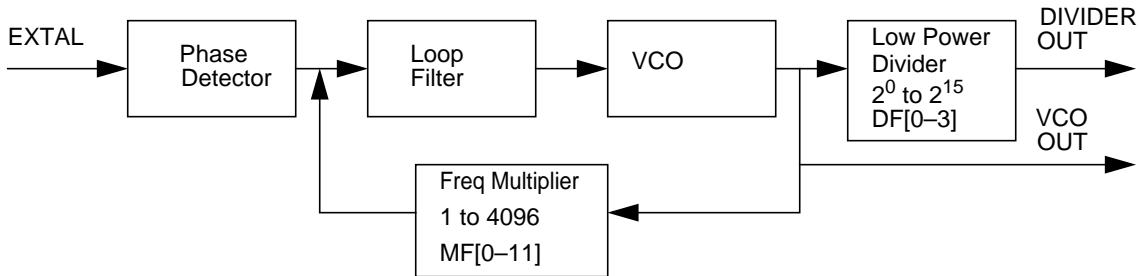 EXTAL
Phase
Detector
Loop
Filter
VCO
Low Power
Divider
2⁰ to 2¹⁵
DF[0–3]
DIVIDER
OUT
VCO
OUT
Freq Multiplier
1 to 4096
MF[0–11]